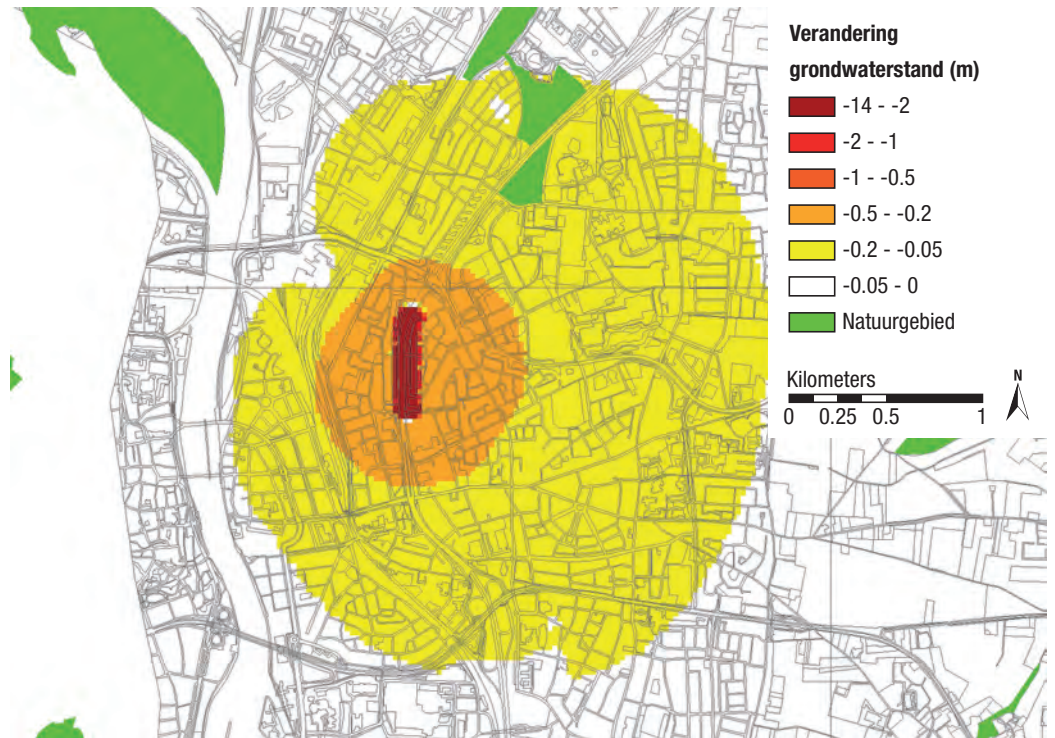 Verandering
grondwaterstand (m)
-14 - -2
-2 - -1
-1 - -0.5
-0.5 - -0.2
-0.2 - -0.05
-0.05 - 0
Natuurgebied
Kilometers
0 0.25 0.5 1
N